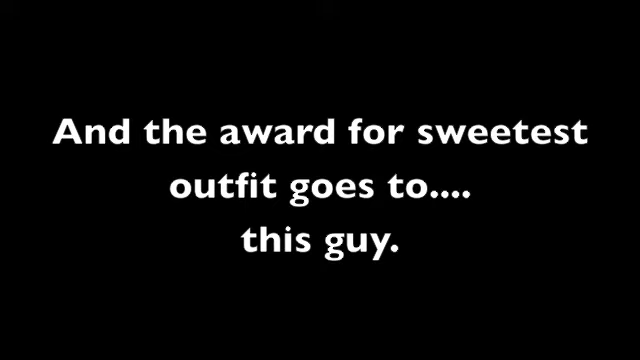 And the award for sweetest
outfit goes to....
this guy.